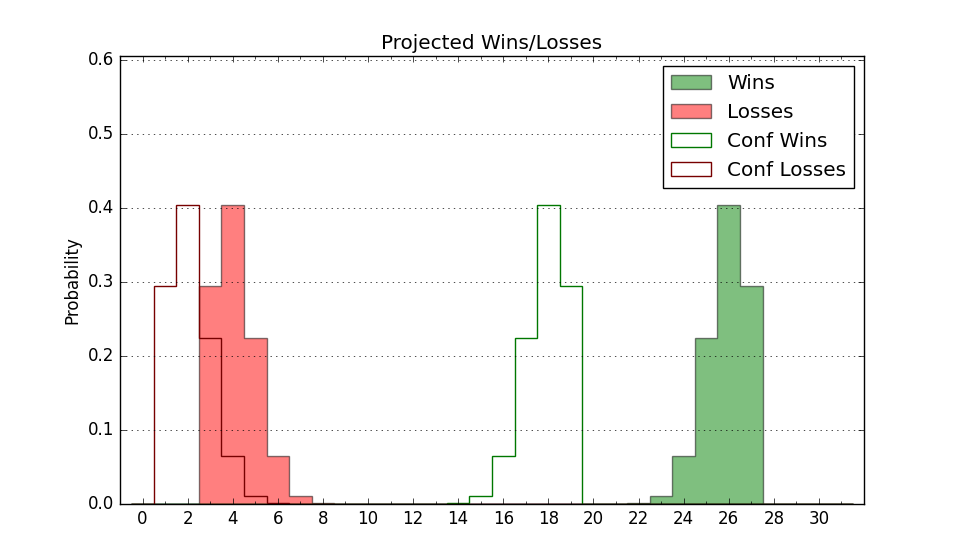 Projected Wins/Losses
Wins
Losses
Conf Wins
Conf Losses
Probability
0.6
0.5
0.4
0.3
0.2
0.1
0.0
0 2 4 6 8 10 12 14 16 18 20 22 24 26 28 30